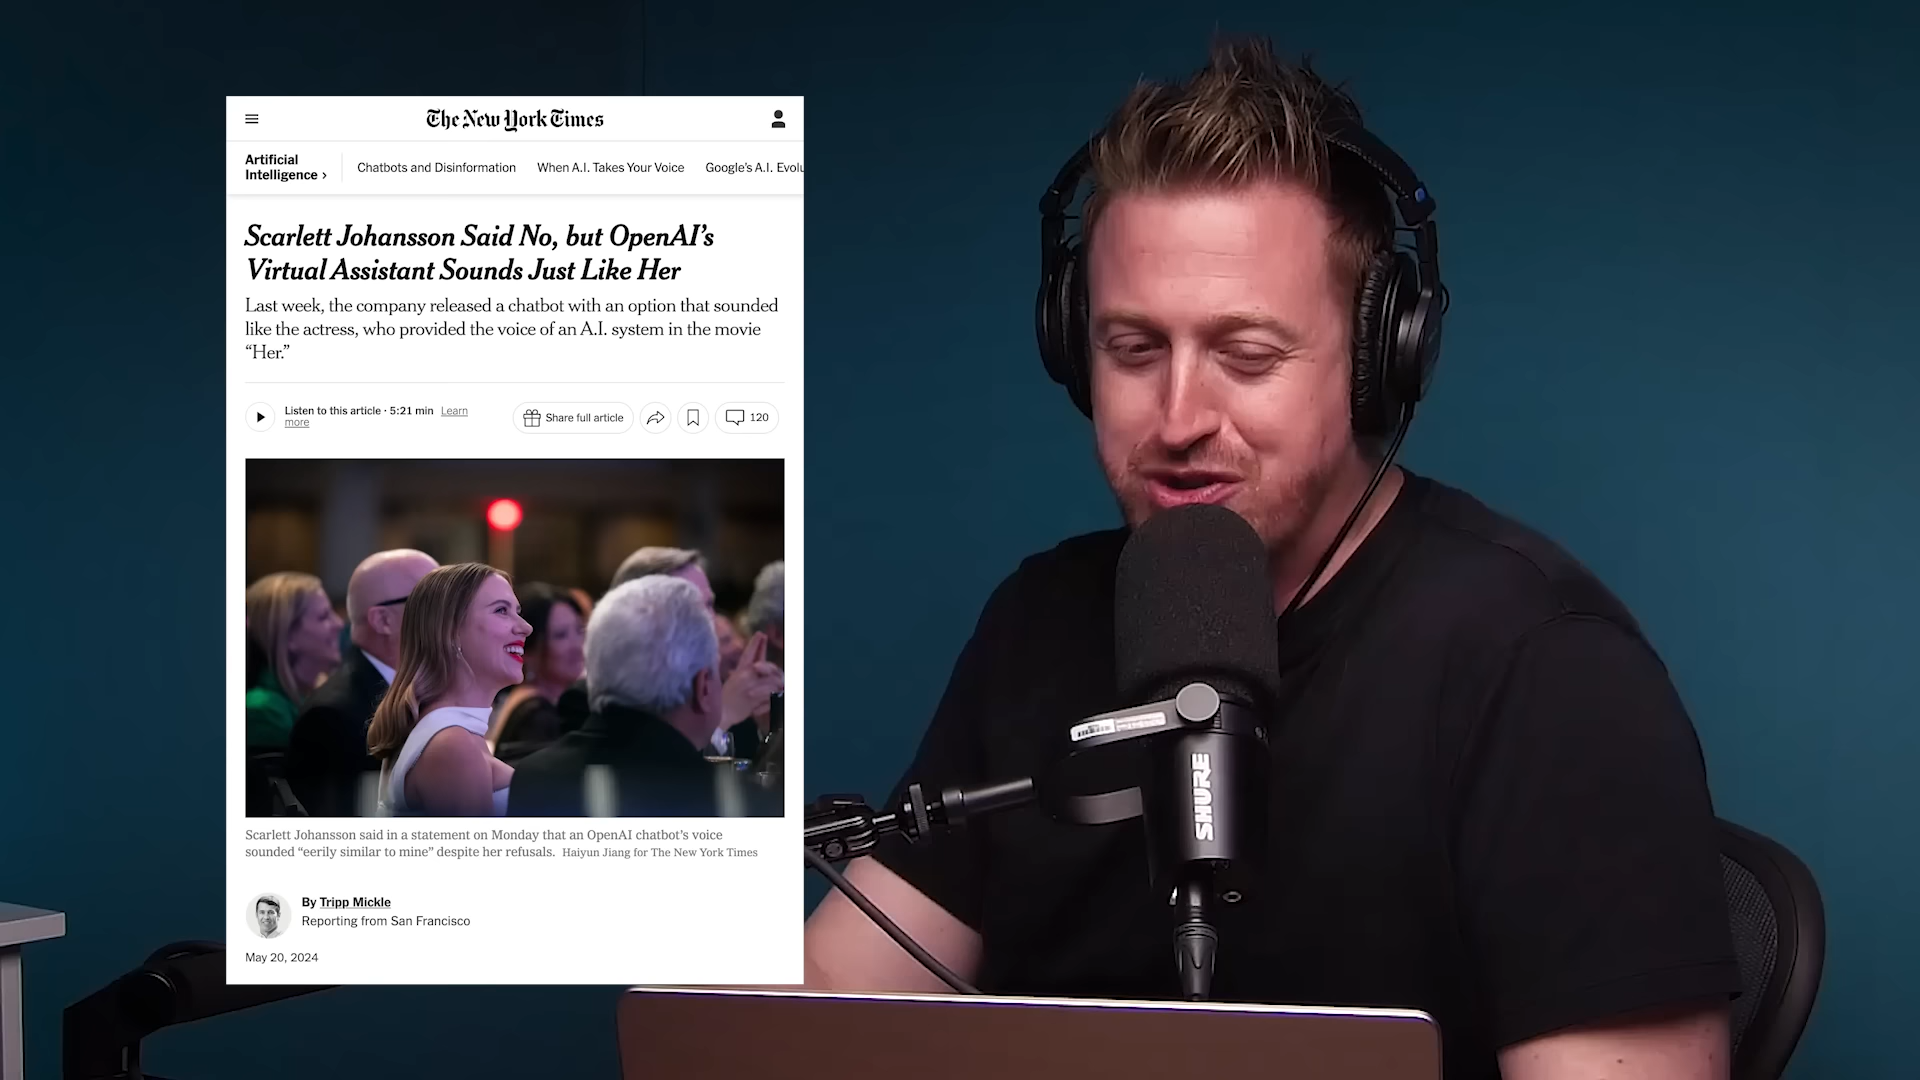 The New York Times
Artificial
Intelligence ›
Chatbots and Disinformation
When A.I. Takes Your Voice
Google's A.I. Evolu
Scarlett Johansson Said No, but OpenAI's
Virtual Assistant Sounds Just Like Her
Last week, the company released a chatbot with an option that sounded
like the actress, who provided the voice of an A.I. system in the movie
“Her.”
Listen to this article · 5:21 min Learn
more
Share full article
120
Scarlett Johansson said in a statement on Monday that an OpenAI chatbot's voice
sounded “eerily similar to mine” despite her refusals. Haiyun Jiang for The New York Times
By Tripp Mickle
Reporting from San Francisco
May 20, 2024
SHURE